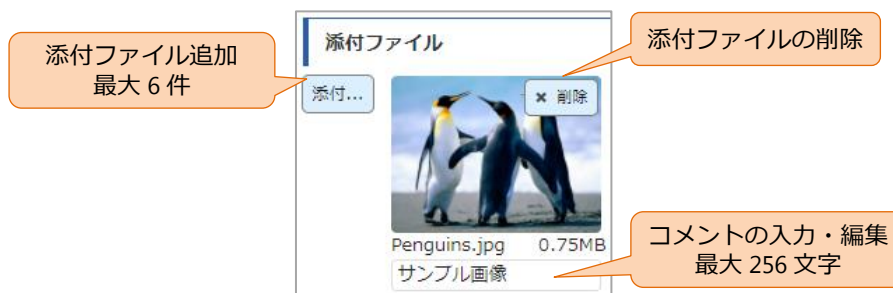 添付ファイル
添付ファイルの削除
添付ファイル追加
最大 6 件
添付...
× 削除
Penguins.jpg 0.75MB
サンプル画像
コメントの入力・編集
最大 256 文字